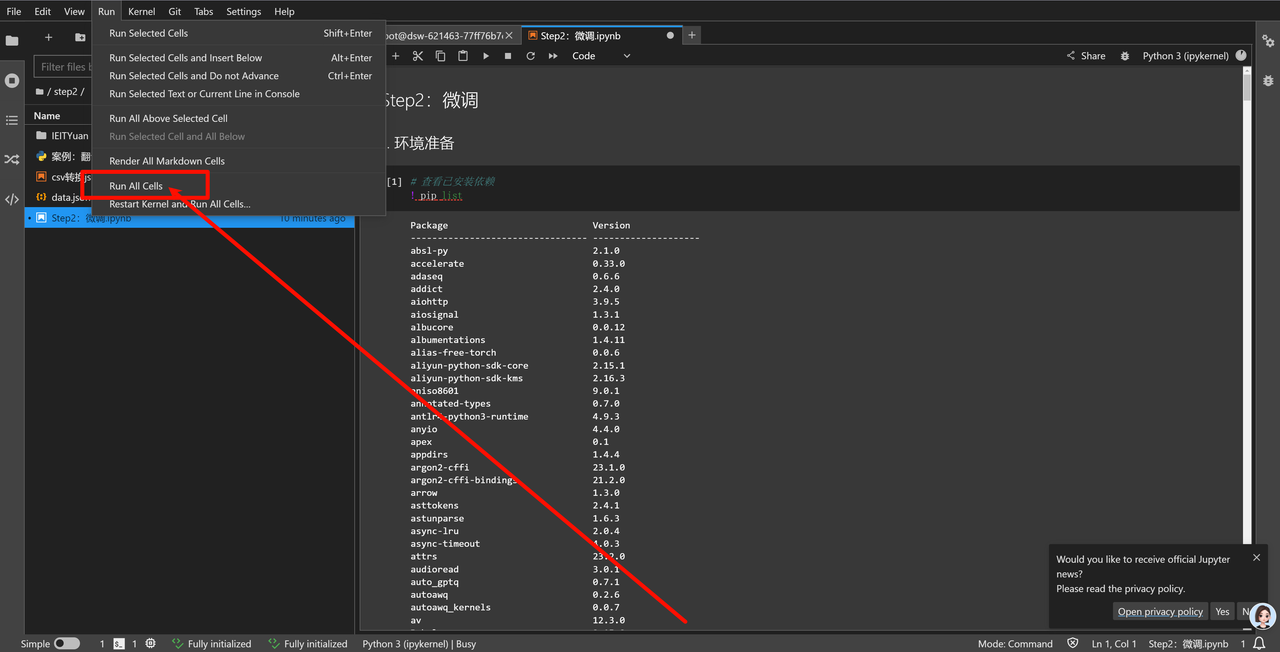 File Edit View Run Kernel Git Tabs Settings Help
Filter files b
/ step2 /
Name
IEITYuan
案例：翻
csv转换js
data.json
Step2：微调.ipynb 10 minutes ago
Run Selected Cells Shift+Enter
Run Selected Cells and Insert Below Alt+Enter
Run Selected Cells and Do not Advance Ctrl+Enter
Run Selected Text or Current Line in Console
Run All Above Selected Cell
Run Selected Cell and All Below
Render All Markdown Cells
Run All Cells
Restart Kernel and Run All Cells...
oot@dsw-621463-77ff76b7 Step2：微调.ipynb
Code Share Python 3 (ipykernel)
Step2：微调
. 环境准备
[1] # 查看已安装依赖
! pip list
Package Version
------------------------------- -------------------
absl-py 2.1.0
accelerate 0.33.0
adaseq 0.6.6
addict 2.4.0
aiohttp 3.9.5
aiosignal 1.3.1
albucore 0.0.12
albumentations 1.4.11
alias-free-torch 0.0.6
aliyun-python-sdk-core 2.15.1
aliyun-python-sdk-kms 2.16.3
aniso8601 9.0.1
annotated-types 0.7.0
antlr4-python3-runtime 4.9.3
anyio 4.4.0
apex 0.1
appdirs 1.4.4
argon2-cffi 23.1.0
argon2-cffi-bindings 21.2.0
arrow 1.3.0
asttokens 2.4.1
astunparse 1.6.3
async-lru 2.0.4
async-timeout 4.0.3
attrs 23.2.0
audioread 3.0.1
auto_gptq 0.7.1
autoawq 0.2.6
autoawq_kernels 0.0.7
av 12.3.0
Would you like to receive official Jupyter
news?
Please read the privacy policy.
Open privacy policy Yes N
Simple 1 1 Fully initialized Fully initialized Python 3 (ipykernel) | Busy Mode: Command Ln 1, Col 1 Step2：微调.ipynb 1